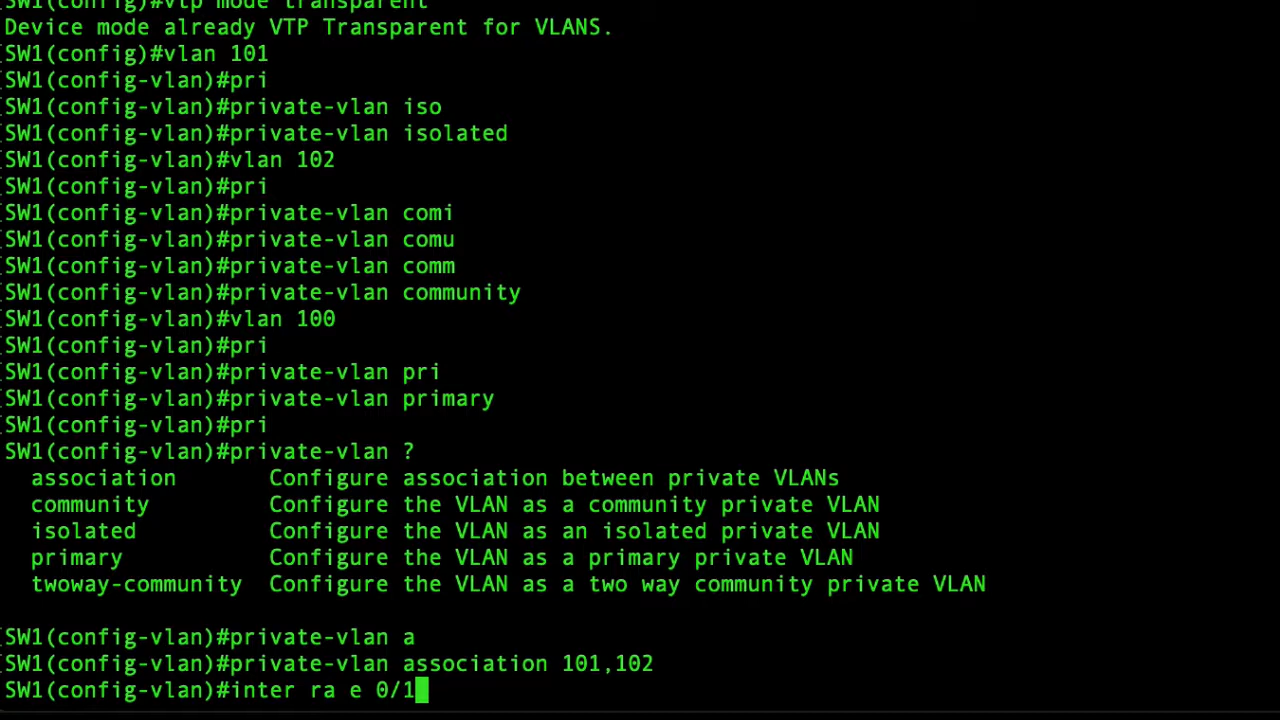 SW1(config)#vtp mode transparent
Device mode already VTP Transparent for VLANS.
SW1(config)#vlan 101
SW1(config-vlan)#pri
SW1(config-vlan)#private-vlan iso
SW1(config-vlan)#private-vlan isolated
SW1(config-vlan)#vlan 102
SW1(config-vlan)#pri
SW1(config-vlan)#private-vlan comi
SW1(config-vlan)#private-vlan comu
SW1(config-vlan)#private-vlan comm
SW1(config-vlan)#private-vlan community
SW1(config-vlan)#vlan 100
SW1(config-vlan)#pri
SW1(config-vlan)#private-vlan pri
SW1(config-vlan)#private-vlan primary
SW1(config-vlan)#pri
SW1(config-vlan)#private-vlan ?
association Configure association between private VLANs
community Configure the VLAN as a community private VLAN
isolated Configure the VLAN as an isolated private VLAN
primary Configure the VLAN as a primary private VLAN
twoway-community Configure the VLAN as a two way community private VLAN
SW1(config-vlan)#private-vlan a
SW1(config-vlan)#private-vlan association 101,102
SW1(config-vlan)#inter ra e 0/1